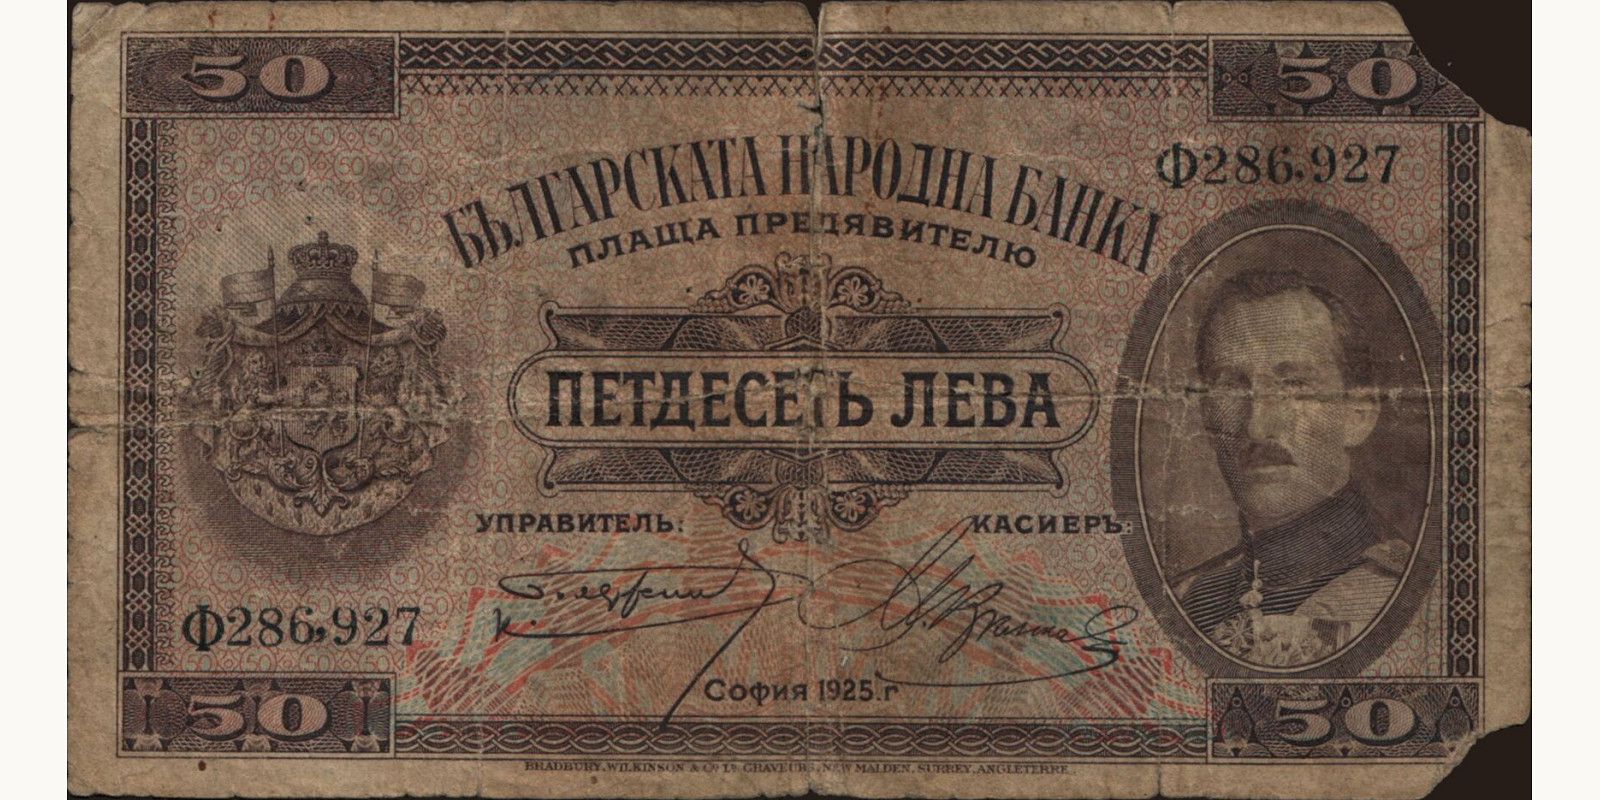 50 50
Ф286,927
БЪЛГАРСКАТА НАРОДНА БАНКА
ПЛАЩА ПРЕДЯВИТЕЛЮ
ПЕТДЕСЕТЬ ЛЕВА
УПРАВИТЕЛЬ: КАСИЕРЪ:
Ф286,927
София 1925.г
50 50
BRADBURY, WILKINSON & Cº Lᵈ GRAVEURS, NEW MALDEN, SURREY, ANGLETERRE.